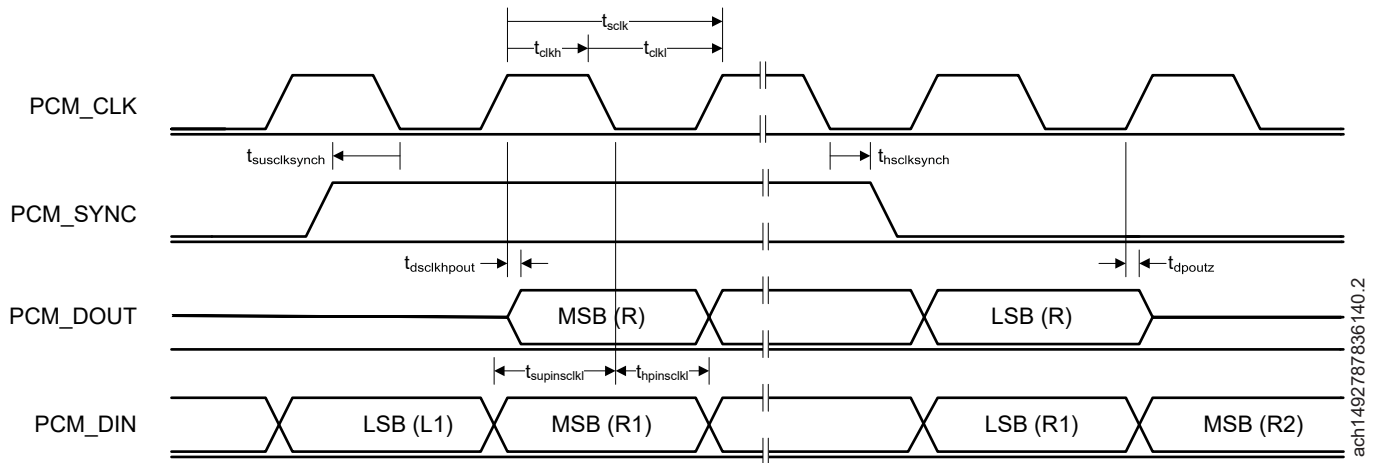 tsclk
tclkh
tclkl
PCM_CLK
tsusclksynch
thsclksynch
PCM_SYNC
tdsclkhpout
tdpoutz
PCM_DOUT
MSB (R)
LSB (R)
tsupinsclkl
thpinsclkl
PCM_DIN
LSB (L1)
MSB (R1)
LSB (R1)
MSB (R2)
ach1492787836140.2